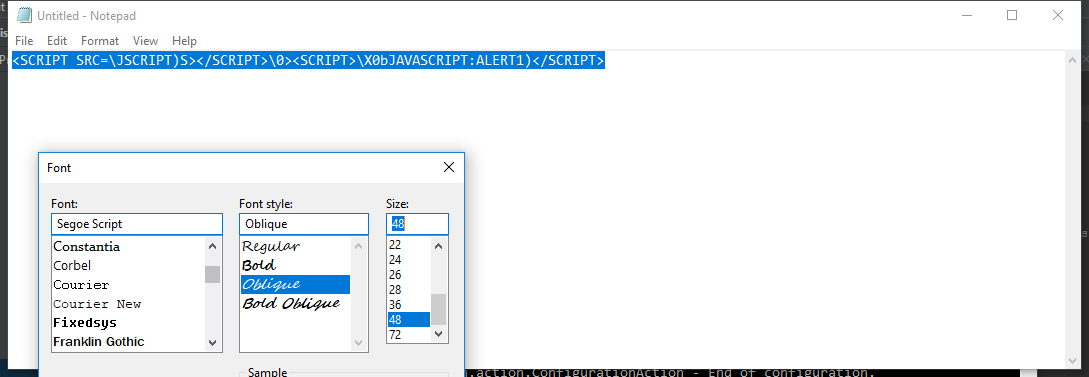 Untitled - Notepad
File Edit Format View Help
<SCRIPT SRC=\JSCRIPT)S></SCRIPT>\0><SCRIPT>\X0bJAVASCRIPT:ALERT1)</SCRIPT>
Font
Font: Font style: Size:
Segoe Script Oblique 48
Constantia Regular 22
Corbel Bold 24
Courier Oblique 26
Courier New Bold Oblique 28
Fixedsys 36
Franklin Gothic 48
72
Sample
.action.ConfigurationAction - End of configuration.